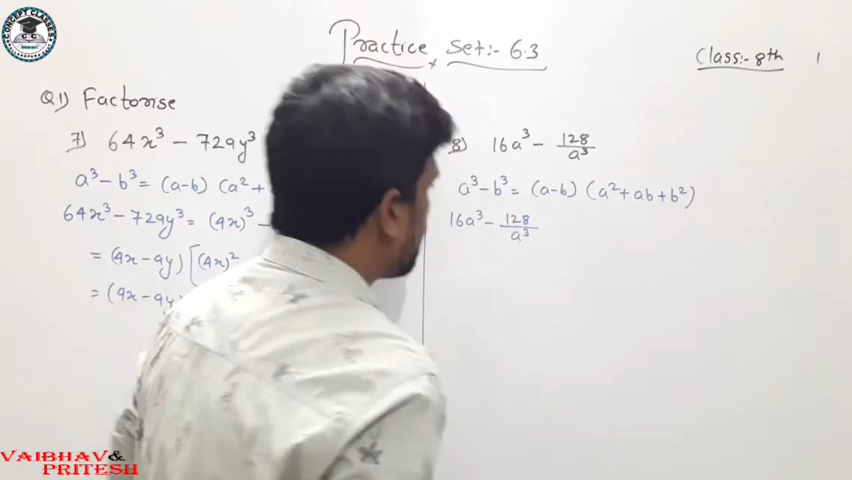 CONCEPT CLASSES
Practice Set:- 6.3
Class:- 8th
Q.1) Factorise
7) 64x³ - 729y³
a³-b³= (a-b) (a²+
64x³-729y³= (4x)³-
= (4x-9y) [(4x)²
= (4x-9y
8) 16a³ - 128/a³
a³-b³= (a-b) (a²+ab+b²)
16a³- 128/a³
VAIBHAV&
PRITESH